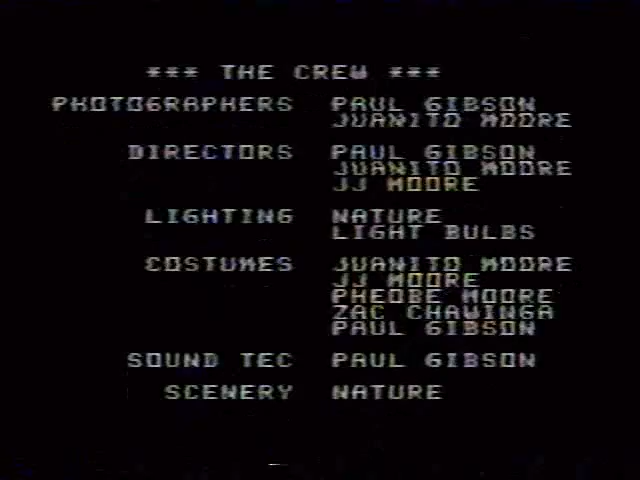 *** THE CREW ***
PHOTOGRAPHERS PAUL GIBSON
JUANITO MOORE
DIRECTORS PAUL GIBSON
JUANITO MOORE
JJ MOORE
LIGHTING NATURE
LIGHT BULBS
COSTUMES JUANITO MOORE
JJ MOORE
PHEOBE MOORE
ZAC CHAWINGA
PAUL GIBSON
SOUND TEC PAUL GIBSON
SCENERY NATURE